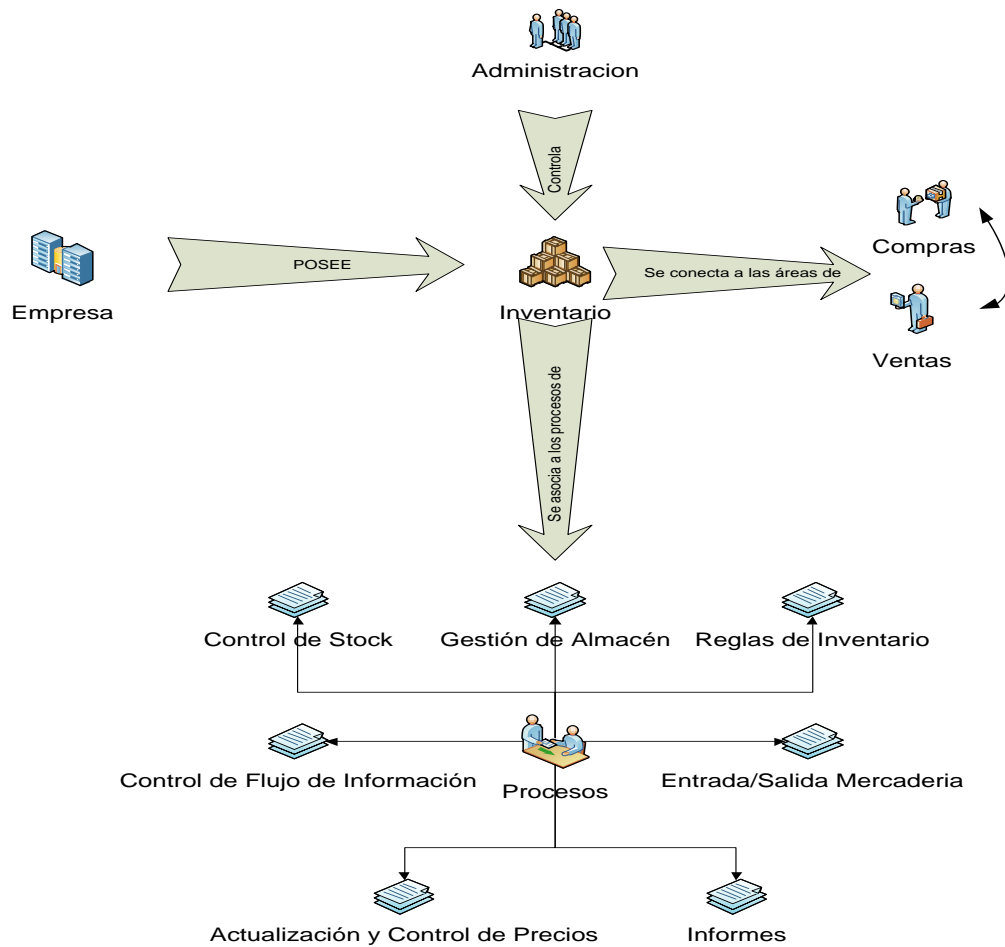 Administracion
Controla
Compras
POSEE
Se conecta a las áreas de
Empresa
Inventario
Ventas
Se asocia a los procesos de
Control de Stock
Gestión de Almacén
Reglas de Inventario
Control de Flujo de Información
Procesos
Entrada/Salida Mercaderia
Actualización y Control de Precios
Informes